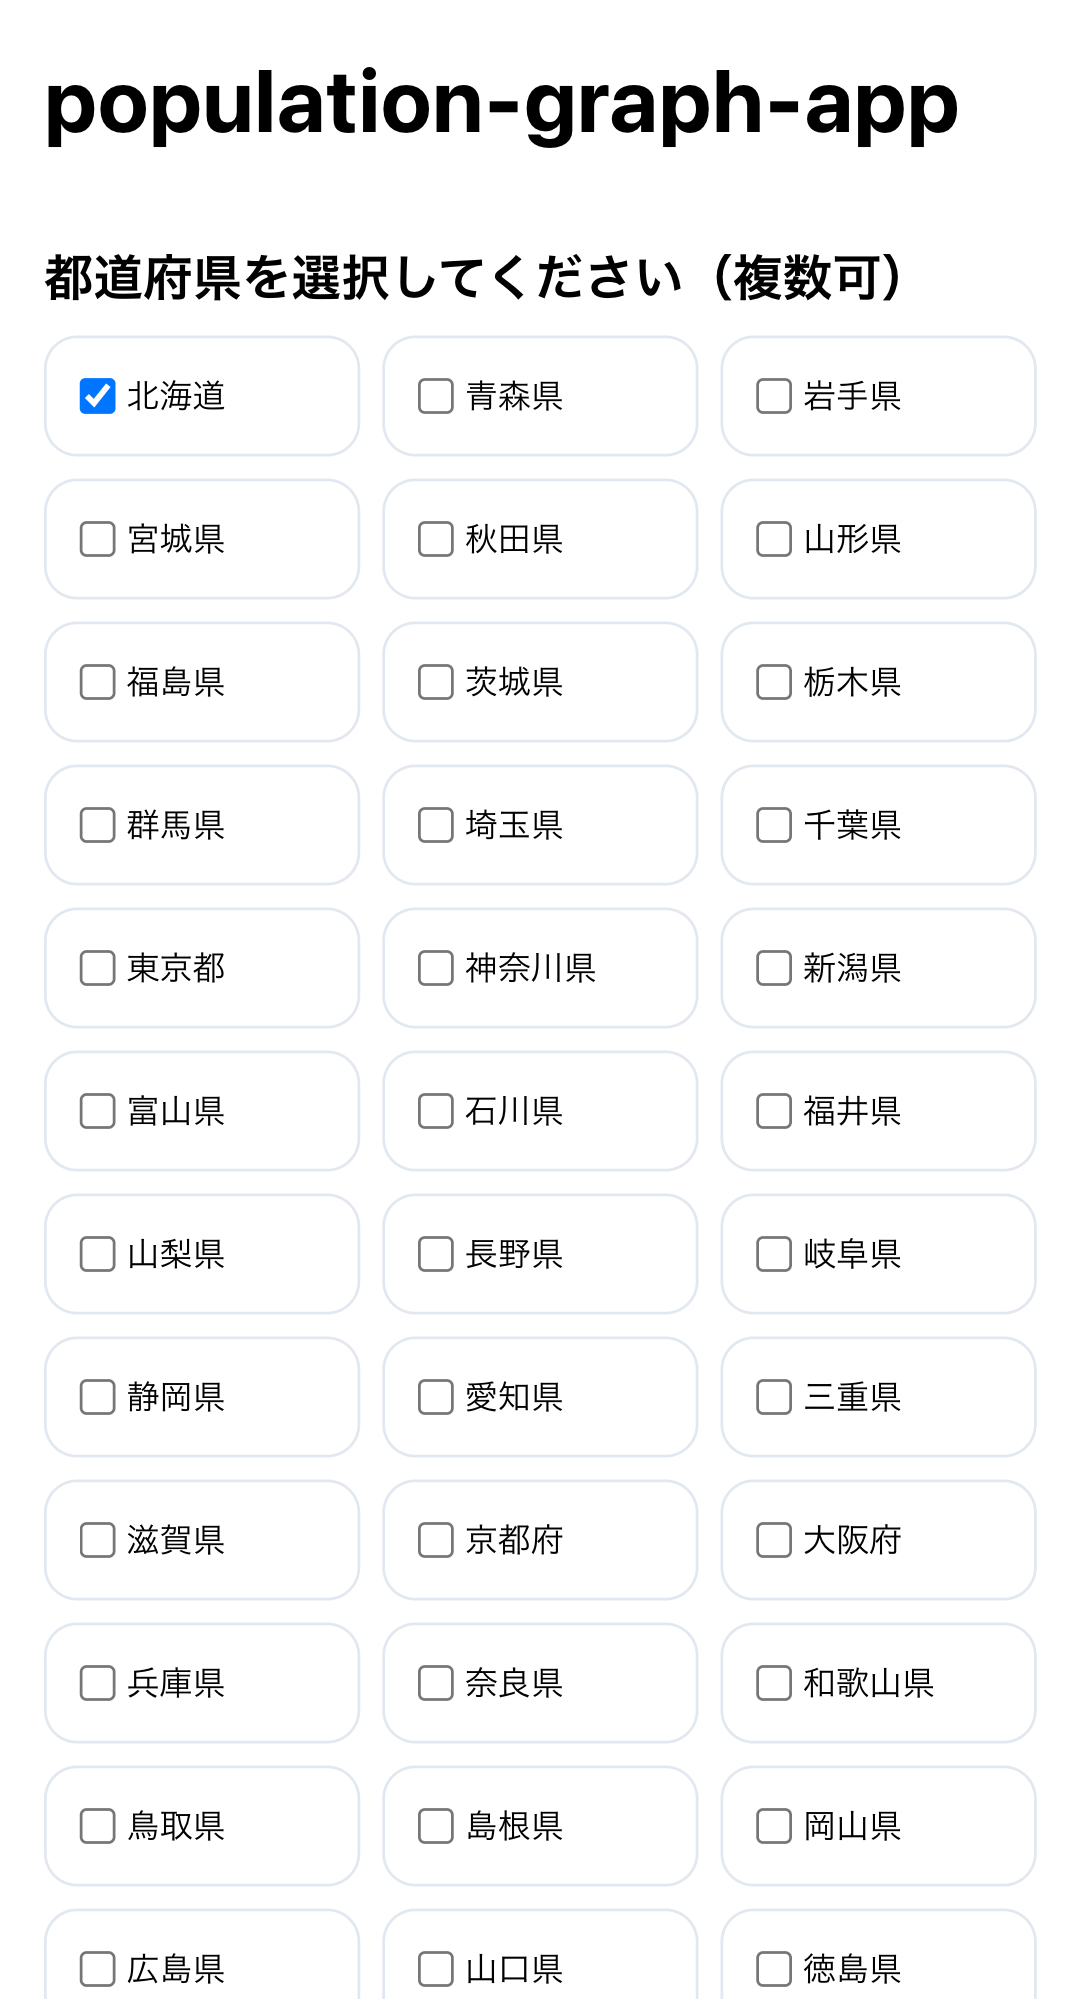 population-graph-app
都道府県を選択してください（複数可）
北海道 青森県 岩手県
宮城県 秋田県 山形県
福島県 茨城県 栃木県
群馬県 埼玉県 千葉県
東京都 神奈川県 新潟県
富山県 石川県 福井県
山梨県 長野県 岐阜県
静岡県 愛知県 三重県
滋賀県 京都府 大阪府
兵庫県 奈良県 和歌山県
鳥取県 島根県 岡山県
広島県 山口県 徳島県